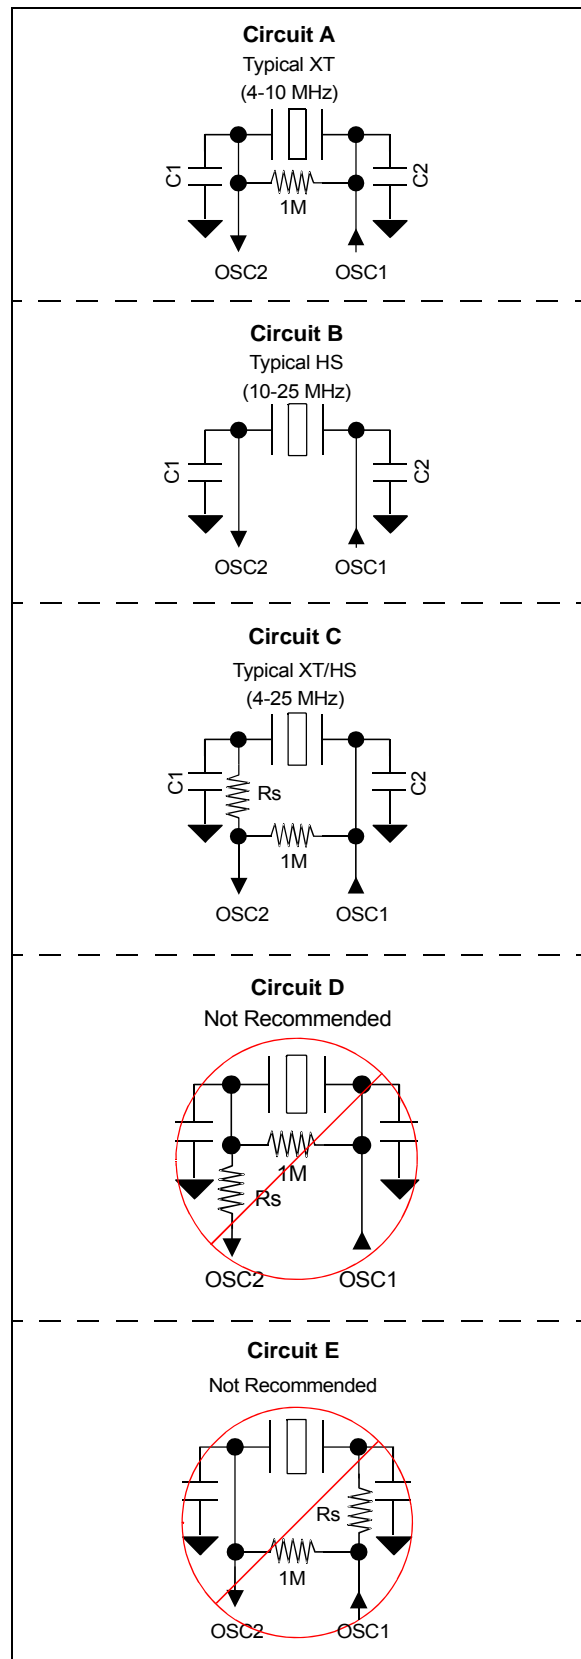 Circuit A
Typical XT
(4-10 MHz)
C1
C2
1M
OSC2 OSC1
Circuit B
Typical HS
(10-25 MHz)
C1
C2
OSC2 OSC1
Circuit C
Typical XT/HS
(4-25 MHz)
C1
Rs
C2
1M
OSC2 OSC1
Circuit D
Not Recommended
1M
Rs
OSC2 OSC1
Circuit E
Not Recommended
Rs
1M
OSC2 OSC1